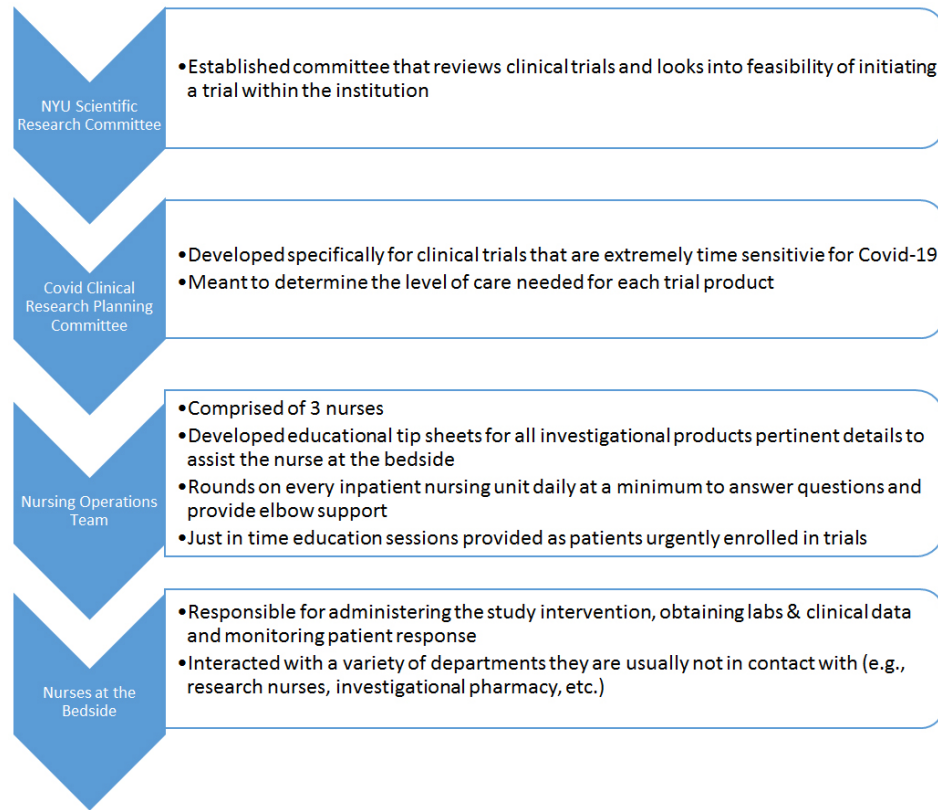 NYU Scientific
Research Committee
•Established committee that reviews clinical trials and looks into feasibility of initiating
a trial within the institution
Covid Clinical
Research Planning
Committee
•Developed specifically for clinical trials that are extremely time sensitivie for Covid-19
•Meant to determine the level of care needed for each trial product
Nursing Operations
Team
•Comprised of 3 nurses
•Developed educational tip sheets for all investigational products pertinent details to
assist the nurse at the bedside
•Rounds on every inpatient nursing unit daily at a minimum to answer questions and
provide elbow support
•Just in time education sessions provided as patients urgently enrolled in trials
Nurses at the
Bedside
•Responsible for administering the study intervention, obtaining labs & clinical data
and monitoring patient response
•Interacted with a variety of departments they are usually not in contact with (e.g.,
research nurses, investigational pharmacy, etc.)